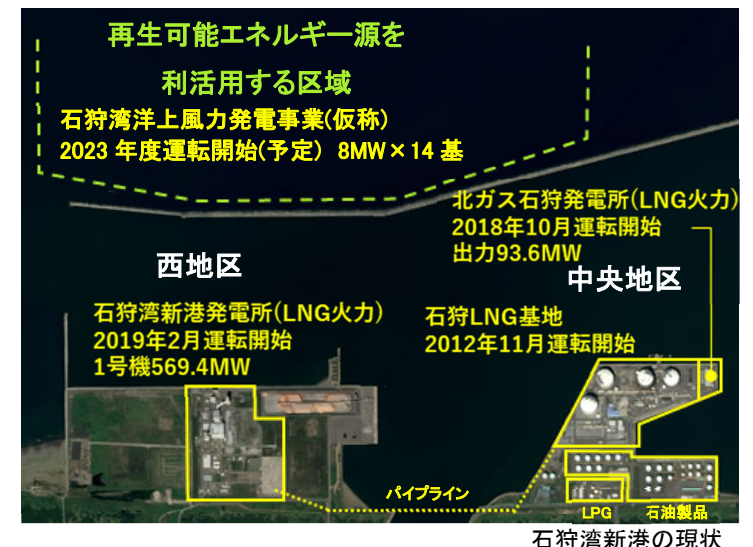 再生可能エネルギー源を
利活用する区域
石狩湾洋上風力発電事業(仮称)
2023 年度運転開始(予定) 8MW×14 基
北ガス石狩発電所(LNG火力)
2018年10月運転開始
出力93.6MW
西地区
中央地区
石狩湾新港発電所(LNG火力)
2019年2月運転開始
1号機569.4MW
石狩LNG基地
2012年11月運転開始
パイプライン
LPG
石油製品
石狩湾新港の現状